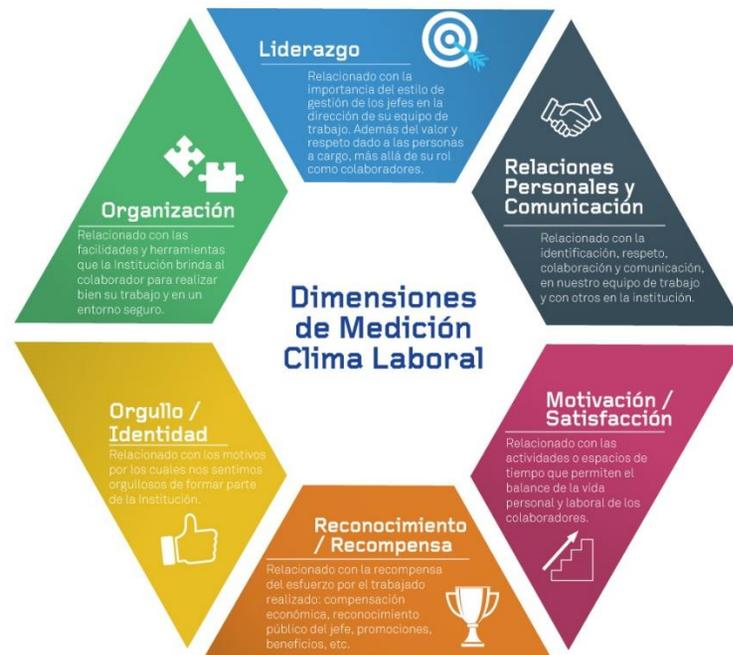 Liderazgo
Relacionado con la
importancia del estilo de
gestión de los jefes en la
dirección de su equipo de
trabajo. Además del valor y
respeto dado a las personas
a cargo, más allá de su rol
como colaboradores.
Relaciones
Personales y
Comunicación
Relacionado con la
identificación, respeto,
colaboración y comunicación,
en nuestro equipo de trabajo
y con otros en la institución.
Organización
Relacionado con las
facilidades y herramientas
que la Institución brinda al
colaborador para realizar
bien su trabajo y en un
entorno seguro.
Dimensiones
de Medición
Clima Laboral
Motivación /
Satisfacción
Relacionado con las
actividades o espacios de
tiempo que permiten el
balance de la vida
personal y laboral de los
colaboradores.
Orgullo /
Identidad
Relacionado con los motivos
por los cuales nos sentimos
orgullosos de formar parte
de la Institución.
Reconocimiento
/ Recompensa
Relacionado con la recompensa
del esfuerzo por el trabajado
realizado: compensación
económica, reconocimiento
público del jefe, promociones,
beneficios, etc.